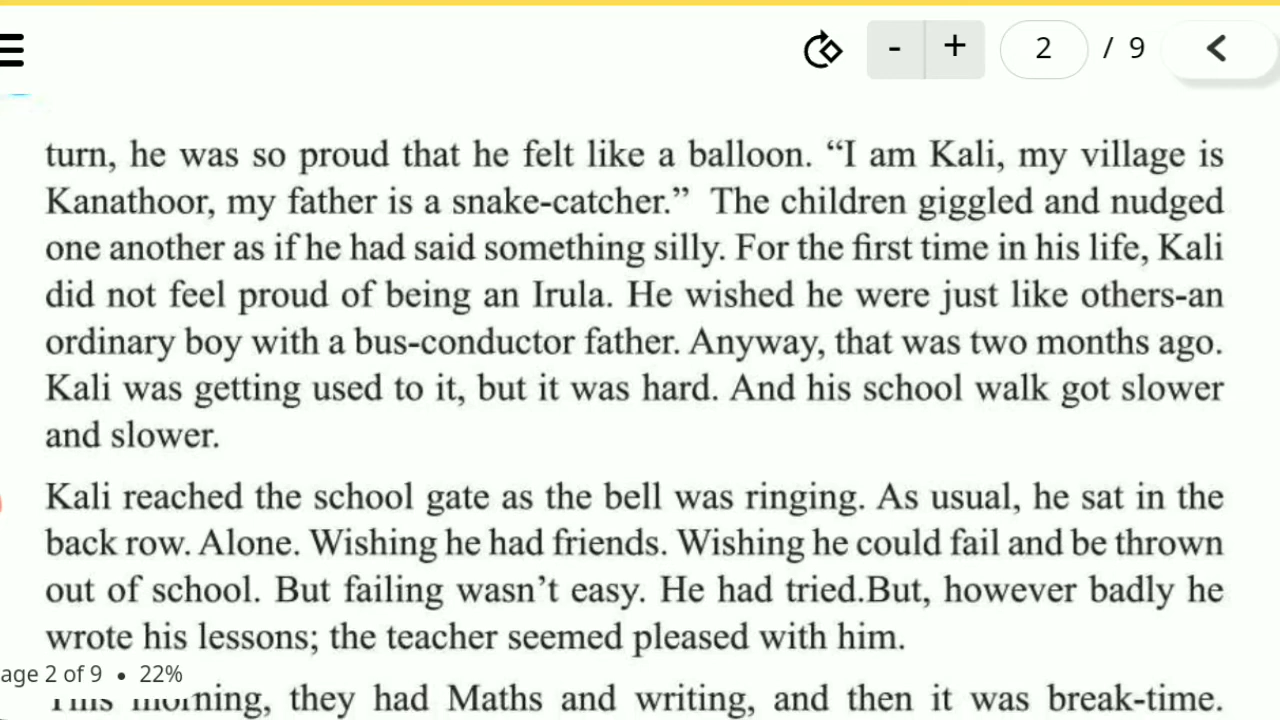 - + 2 / 9
turn, he was so proud that he felt like a balloon. “I am Kali, my village is
Kanathoor, my father is a snake-catcher.” The children giggled and nudged
one another as if he had said something silly. For the first time in his life, Kali
did not feel proud of being an Irula. He wished he were just like others-an
ordinary boy with a bus-conductor father. Anyway, that was two months ago.
Kali was getting used to it, but it was hard. And his school walk got slower
and slower.
Kali reached the school gate as the bell was ringing. As usual, he sat in the
back row. Alone. Wishing he had friends. Wishing he could fail and be thrown
out of school. But failing wasn’t easy. He had tried.But, however badly he
wrote his lessons; the teacher seemed pleased with him.
age 2 of 9 • 22%
This morning, they had Maths and writing, and then it was break-time.